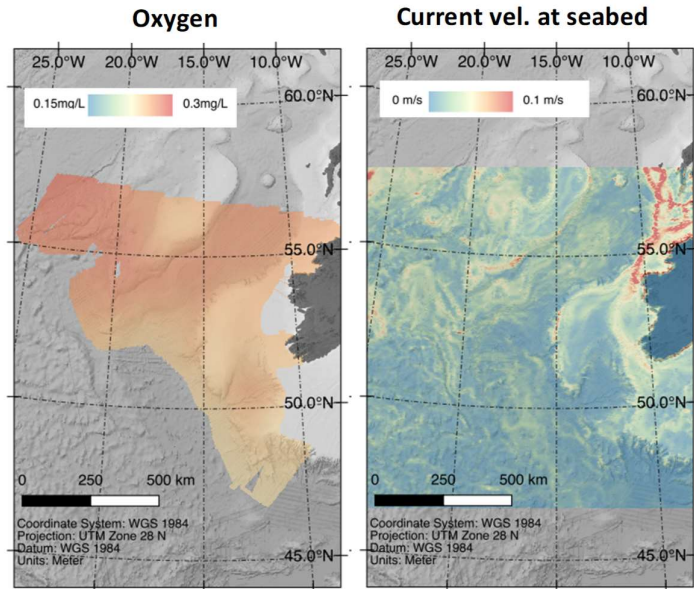 Oxygen
25.0°W 20.0°W 15.0°W 10.0°W
0.15mg/L 0.3mg/L
60.0°N
55.0°N
50.0°N
0 250 500 km
Coordinate System: WGS 1984
Projection: UTM Zone 28 N
Datum: WGS 1984
Units: Meter
45.0°N
Current vel. at seabed
25.0°W 20.0°W 15.0°W 10.0°W
0 m/s 0.1 m/s
60.0°N
55.0°N
50.0°N
0 250 500 km
Coordinate System: WGS 1984
Projection: UTM Zone 28 N
Datum: WGS 1984
Units: Meter
45.0°N